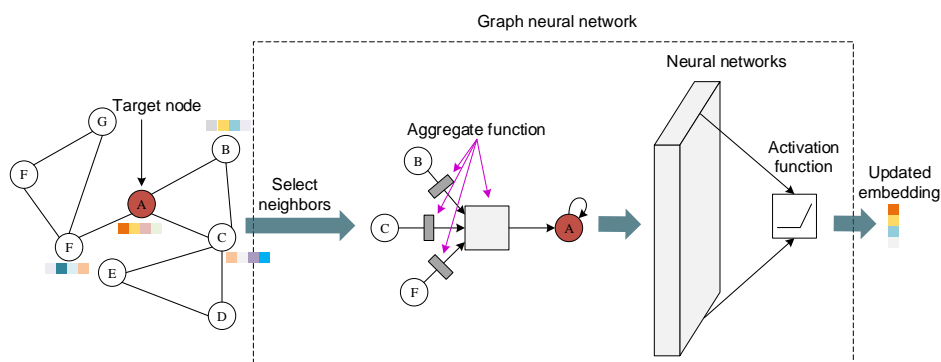 Graph neural network
Neural networks
Target node
G
B
Aggregate function
Activation
function
F
B
Updated
embedding
Select
neighbors
A
C
A
F
C
E
F
D